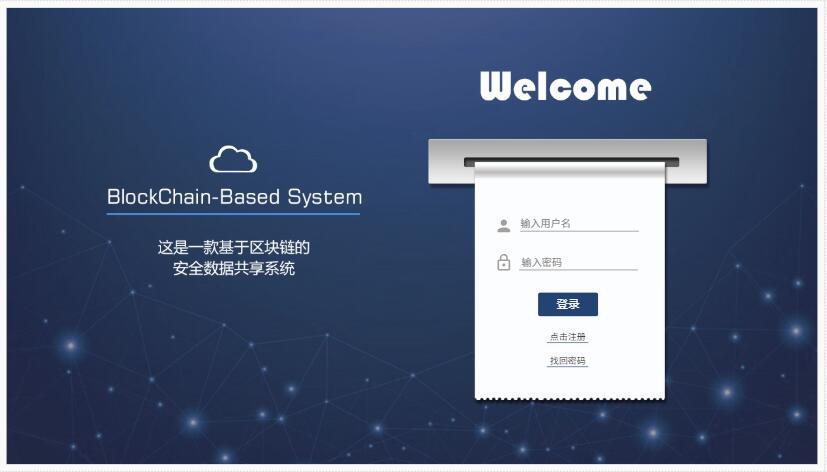 Welcome
BlockChain-Based System
这是一款基于区块链的
安全数据共享系统
输入用户名
输入密码
登录
点击注册
找回密码